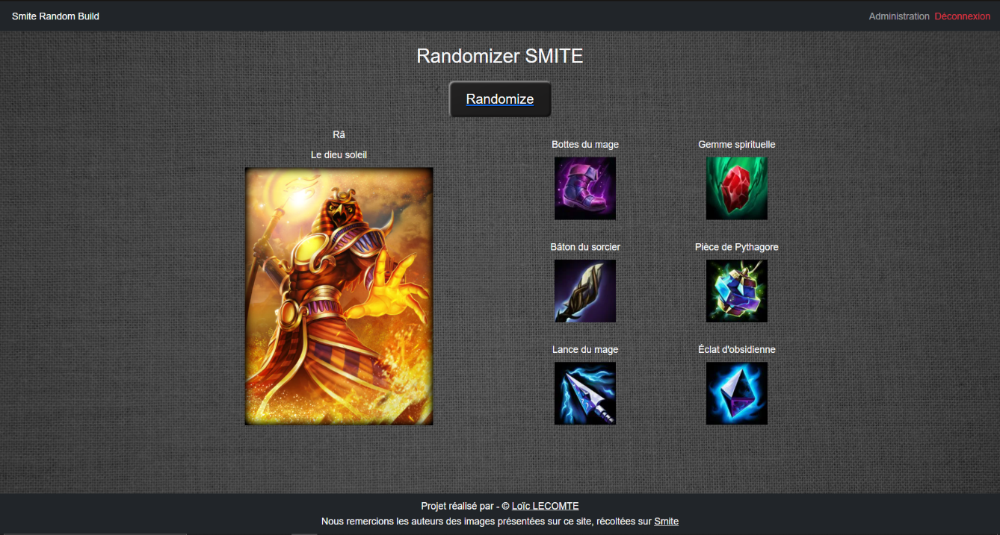 Smite Random Build
Administration Déconnexion
Randomizer SMITE
Randomize
Râ
Le dieu soleil
Bottes du mage
Gemme spirituelle
Bâton du sorcier
Pièce de Pythagore
Lance du mage
Éclat d'obsidienne
Projet réalisé par - © Loïc LECOMTE
Nous remercions les auteurs des images présentées sur ce site, récoltées sur Smite